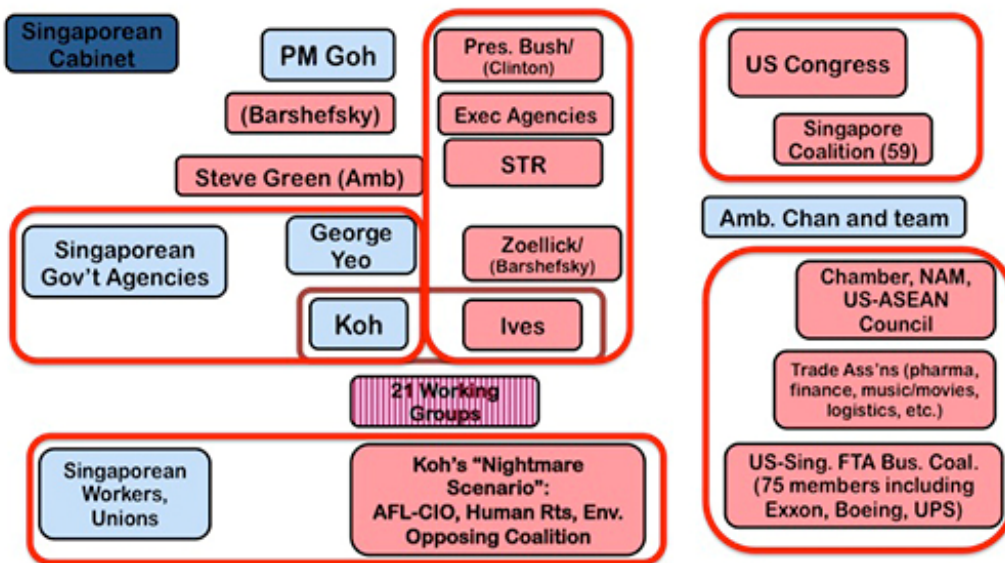 Singaporean
Cabinet
PM Goh
Pres. Bush/
(Clinton)
US Congress
(Barshefsky)
Exec Agencies
Singapore
Coalition (59)
Steve Green (Amb)
STR
Amb. Chan and team
Singaporean
Gov't Agencies
George
Yeo
Zoellick/
(Barshefsky)
Koh
Ives
Chamber, NAM,
US-ASEAN
Council
21 Working
Groups
Trade Ass'ns (pharma,
finance, music/movies,
logistics, etc.)
Singaporean
Workers,
Unions
Koh's "Nightmare
Scenario":
AFL-CIO, Human Rts, Env.
Opposing Coalition
US-Sing. FTA Bus. Coal.
(75 members including
Exxon, Boeing, UPS)